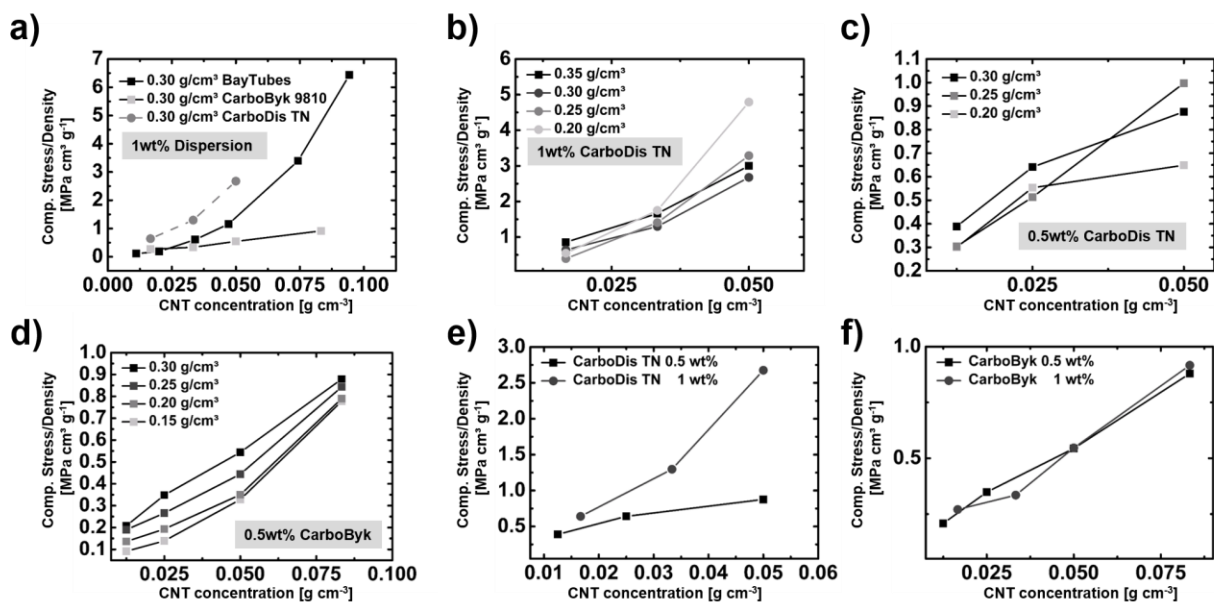 a)
Comp. Stress/Density
[MPa cm³ g⁻¹]
7
6
5
4
3
2
1
0
0.30 g/cm³ BayTubes
0.30 g/cm³ CarboByk 9810
0.30 g/cm³ CarboDis TN
1wt% Dispersion
0.000 0.025 0.050 0.075 0.100
CNT concentration [g cm⁻³]
b)
Comp. Stress/Density
[MPa cm³ g⁻¹]
6
5
4
3
2
1
0.35 g/cm³
0.30 g/cm³
0.25 g/cm³
0.20 g/cm³
1wt% CarboDis TN
0.025 0.050
CNT concentration [g cm⁻³]
c)
Comp. Stress/Density
[MPa cm³ g⁻¹]
1.1
1.0
0.9
0.8
0.7
0.6
0.5
0.4
0.3
0.2
0.30 g/cm³
0.25 g/cm³
0.20 g/cm³
0.5wt% CarboDis TN
0.025 0.050
CNT concentration [g cm⁻³]
d)
Comp. Stress/Density
[MPa cm³ g⁻¹]
1.0
0.9
0.8
0.7
0.6
0.5
0.4
0.3
0.2
0.1
0.30 g/cm³
0.25 g/cm³
0.20 g/cm³
0.15 g/cm³
0.5wt% CarboByk
0.025 0.050 0.075 0.100
CNT concentration [g cm⁻³]
e)
Comp. Stress/Density
[MPa cm³ g⁻¹]
3.0
2.5
2.0
1.5
1.0
0.5
CarboDis TN 0.5 wt%
CarboDis TN 1 wt%
0.01 0.02 0.03 0.04 0.05 0.06
CNT concentration [g cm⁻³]
f)
Comp. Stress/Density
[MPa cm³ g⁻¹]
1.0
0.5
CarboByk 0.5 wt%
CarboByk 1 wt%
0.025 0.050 0.075
CNT concentration [g cm⁻³]